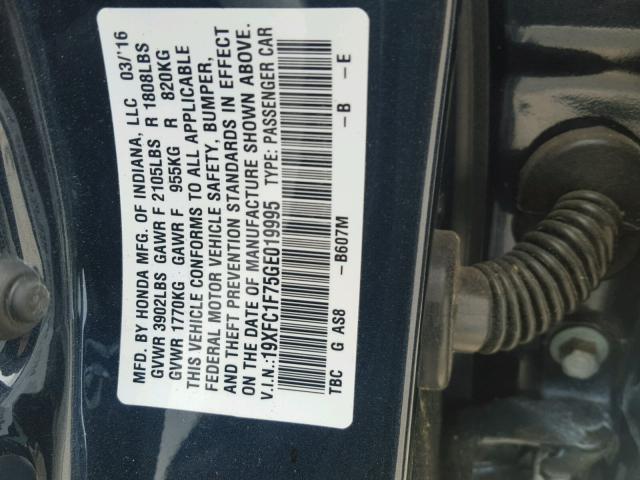 MFD. BY HONDA MFG. OF INDIANA, LLC 03/'16
GVWR 3902LBS GAWR F 2105LBS R 1808LBS
GVWR 1770KG GAWR F 955KG R 820KG
THIS VEHICLE CONFORMS TO ALL APPLICABLE
FEDERAL MOTOR VEHICLE SAFETY, BUMPER,
AND THEFT PREVENTION STANDARDS IN EFFECT
ON THE DATE OF MANUFACTURE SHOWN ABOVE.
V.I.N.:19XFC1F75GE019995 TYPE: PASSENGER CAR
TBC G AS8 -B607M -B -E